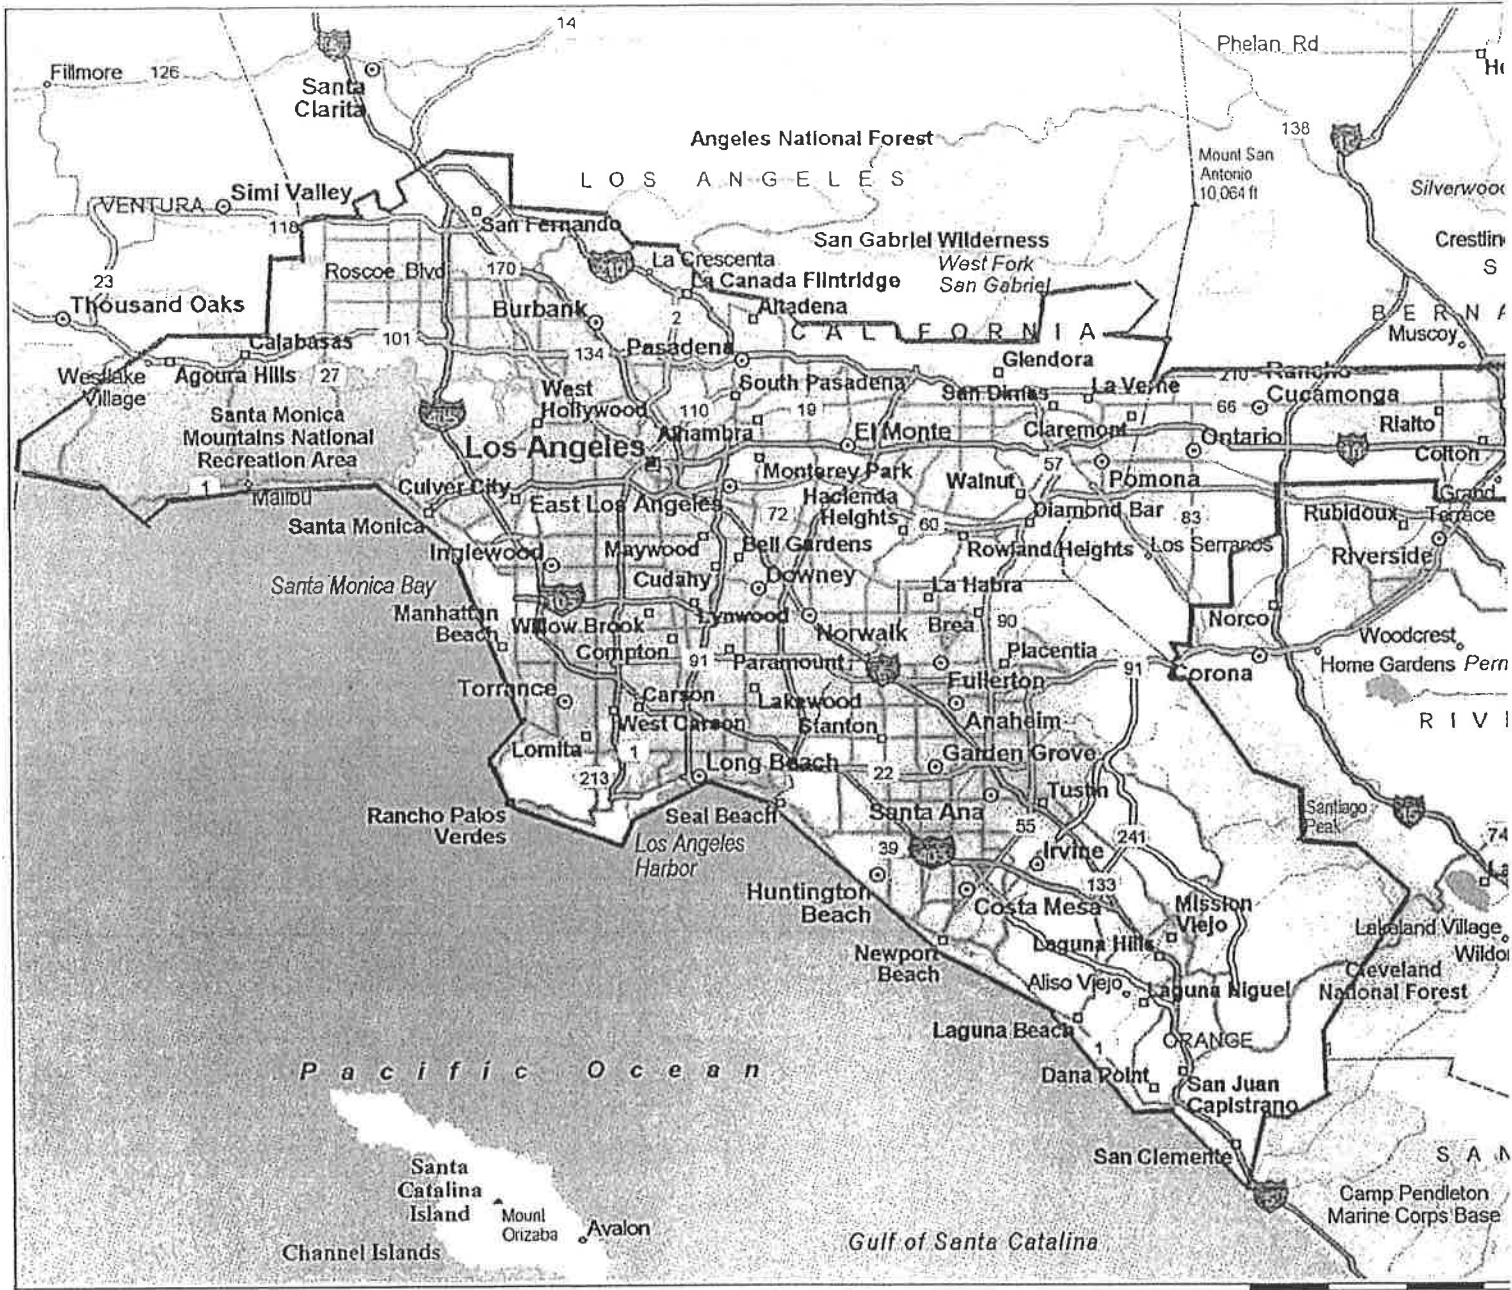 14
Phelan Rd
Fillmore
126
Santa
Clarita
138
Angeles National Forest
LOS ANGELES
Mount San
Antonio
10,064 ft
VENTURA
Simi Valley
118
San Fernando
San Gabriel Wilderness
West Fork
San Gabriel
Roscoe Blvd
170
La Crescenta
La Canada Flintridge
23
Thousand Oaks
Burbank
2
Altadena
CALIFORNIA
Muscoy
Calabasas
101
134
Pasadena
Westlake
Village
Agoura Hills
27
Glendora
210
Rancho
Cucamonga
West
Hollywood
South Pasadena
San Dimas
La Verne
66
110
19
Santa Monica
Mountains National
Recreation Area
Los Angeles
Alhambra
El Monte
Claremont
Ontario
Rialto
Colton
1
Malibu
Culver City
East Los Angeles
Monterey Park
57
Walnut
Pomona
Grand
Terrace
Santa Monica
72
Hacienda
Heights
60
Diamond Bar
83
Rubidoux
Inglewood
Maywood
Bell Gardens
Rowland Heights
Los Serranos
Riverside
Santa Monica Bay
Cudahy
Downey
La Habra
Manhattan
Beach
Willow Brook
Lynwood
Norwalk
Brea
90
Norco
Woodcrest
Compton
91
Paramount
Placentia
91
Corona
Home Gardens
Torrance
Carson
Lakewood
Fullerton
West Carson
Stanton
Anaheim
Lomita
1
213
Long Beach
22
Garden Grove
Rancho Palos
Verdes
Seal Beach
Santa Ana
Tustin
Santiago
Peak
Los Angeles
Harbor
39
55
Irvine
241
74
133
Huntington
Beach
Costa Mesa
Mission
Viejo
Lakeland Village
Newport
Beach
Laguna Hills
Cleveland
National Forest
Aliso Viejo
Laguna Niguel
Laguna Beach
1
ORANGE
Pacific Ocean
Dana Point
San Juan
Capistrano
San Clemente
Santa
Catalina
Island
Mount
Orizaba
Avalon
Channel Islands
Gulf of Santa Catalina
Camp Pendleton
Marine Corps Base